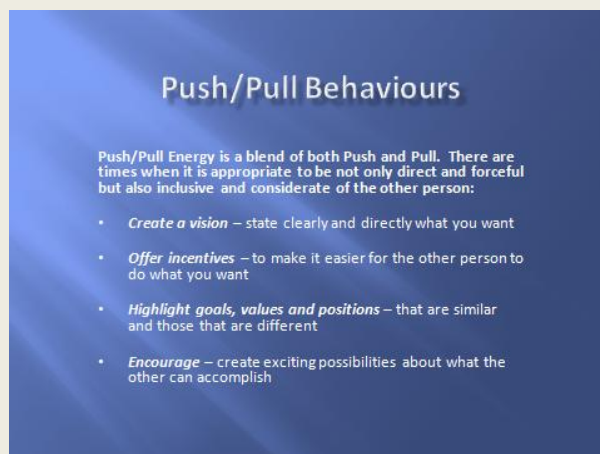 Push/Pull Behaviours
Push/Pull Energy is a blend of both Push and Pull. There are
times when it is appropriate to be not only direct and forceful
but also inclusive and considerate of the other person:
• Create a vision – state clearly and directly what you want
• Offer incentives – to make it easier for the other person to
do what you want
• Highlight goals, values and positions – that are similar
and those that are different
• Encourage – create exciting possibilities about what the
other can accomplish